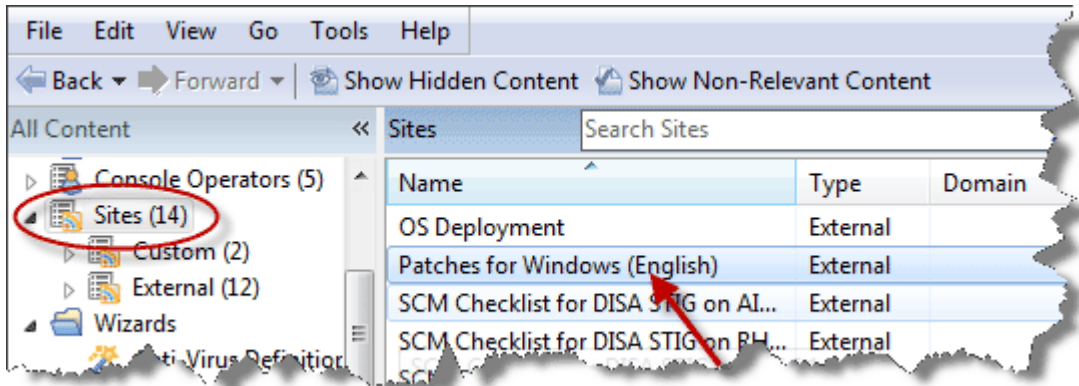 File Edit View Go Tools Help
Back Forward Show Hidden Content Show Non-Relevant Content
All Content « Sites Search Sites
Console Operators (5)
Sites (14)
Custom (2)
External (12)
Wizards
Name Type Domain
OS Deployment External
Patches for Windows (English) External
SCM Checklist for DISA STIG on AI... External
SCM Checklist for DISA STIG on RH... External